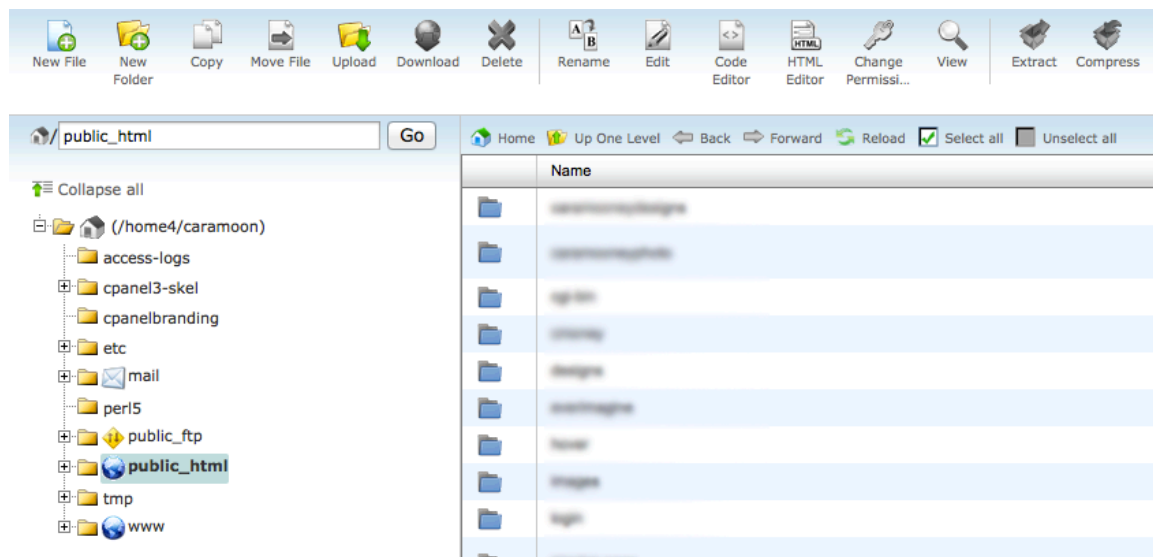 New File New Folder Copy Move File Upload Download Delete Rename Edit Code Editor HTML Editor Change Permissi... View Extract Compress
/ public_html Go
Home Up One Level Back Forward Reload Select all Unselect all
Name
Collapse all
(/home4/caramoon)
access-logs
cpanel3-skel
cpanelbranding
etc
mail
perl5
public_ftp
public_html
tmp
www